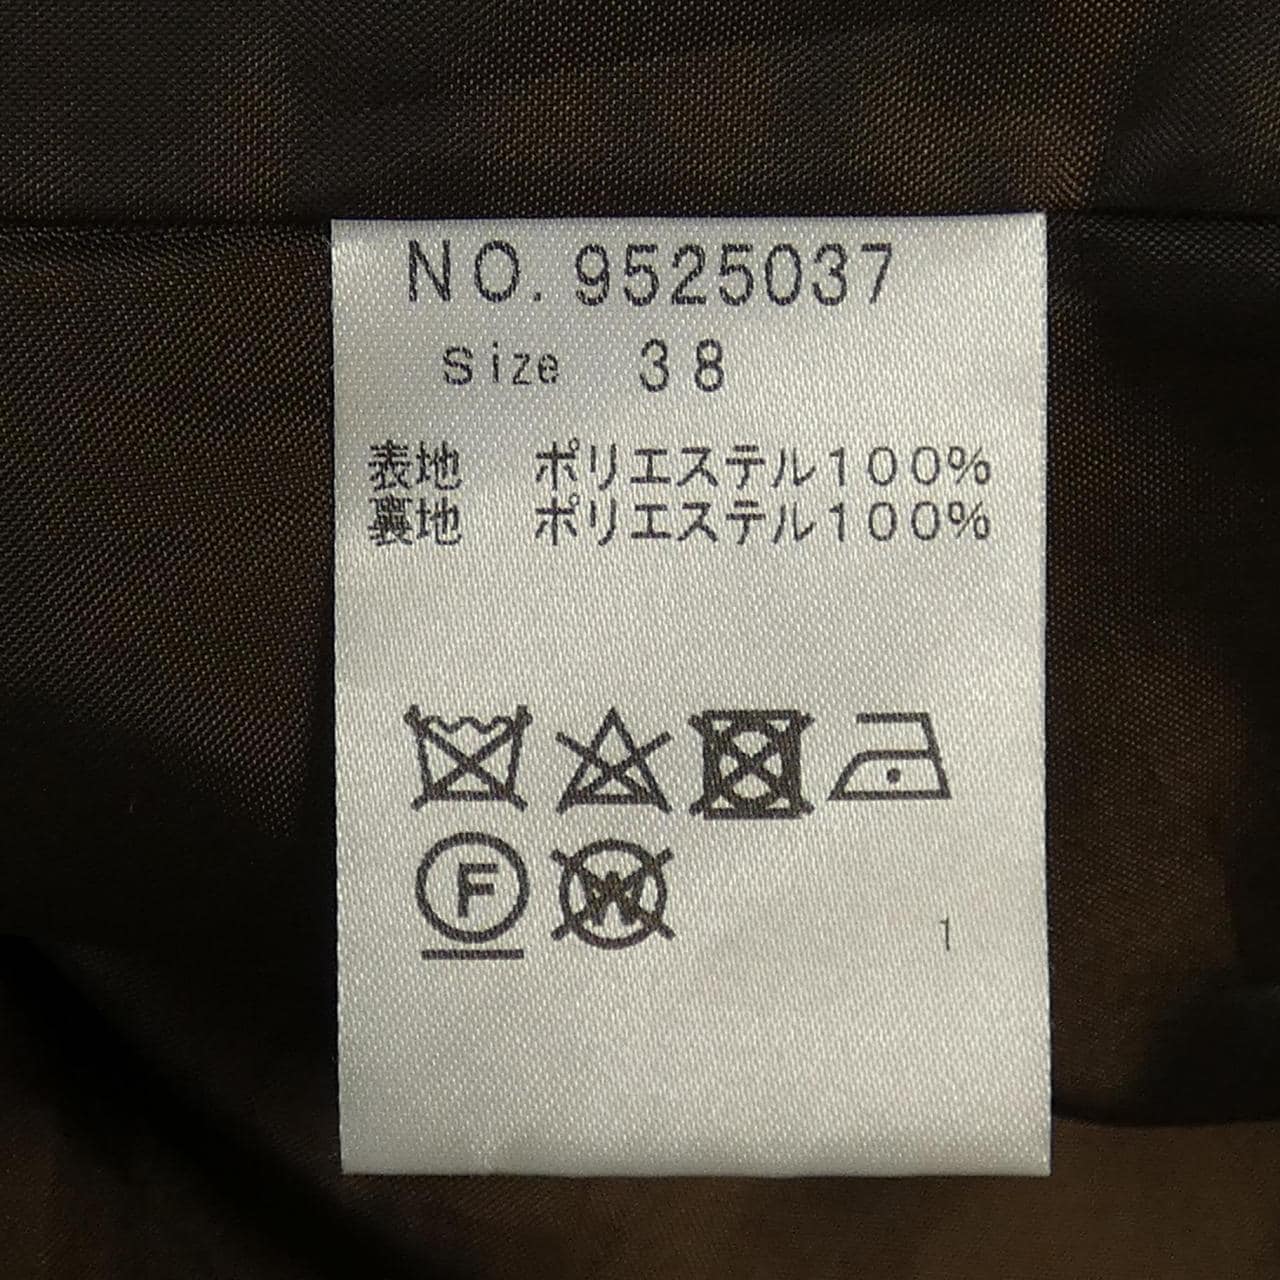 NO. 9525037
Size 38
表地 ポリエステル100%
裏地 ポリエステル100%
F W
1